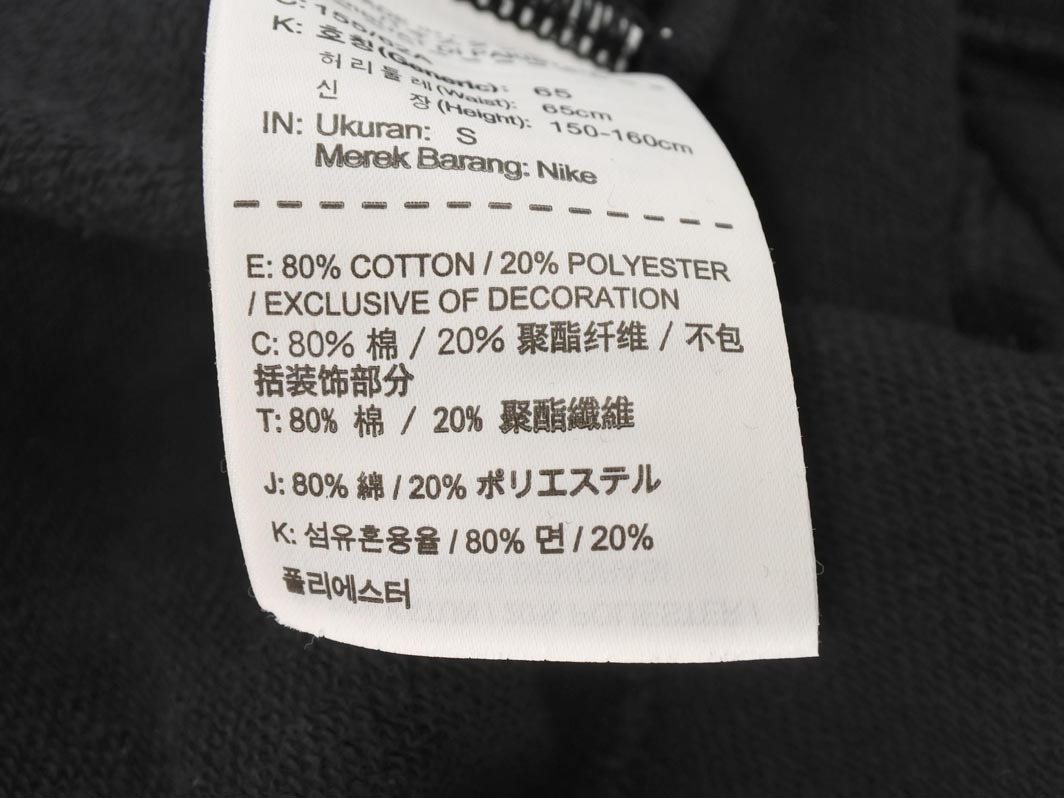 C: 155/62A
K: 호칭(Generic): 65
허리둘레(Waist): 65cm
신 장(Height): 150-160cm
IN: Ukuran: S
Merek Barang: Nike
E: 80% COTTON / 20% POLYESTER
/ EXCLUSIVE OF DECORATION
C: 80% 棉 / 20% 聚酯纤维 / 不包
括装饰部分
T: 80% 棉 / 20% 聚酯纖維
J: 80% 綿 / 20% ポリエステル
K: 섬유혼용율 / 80% 면 / 20%
폴리에스터